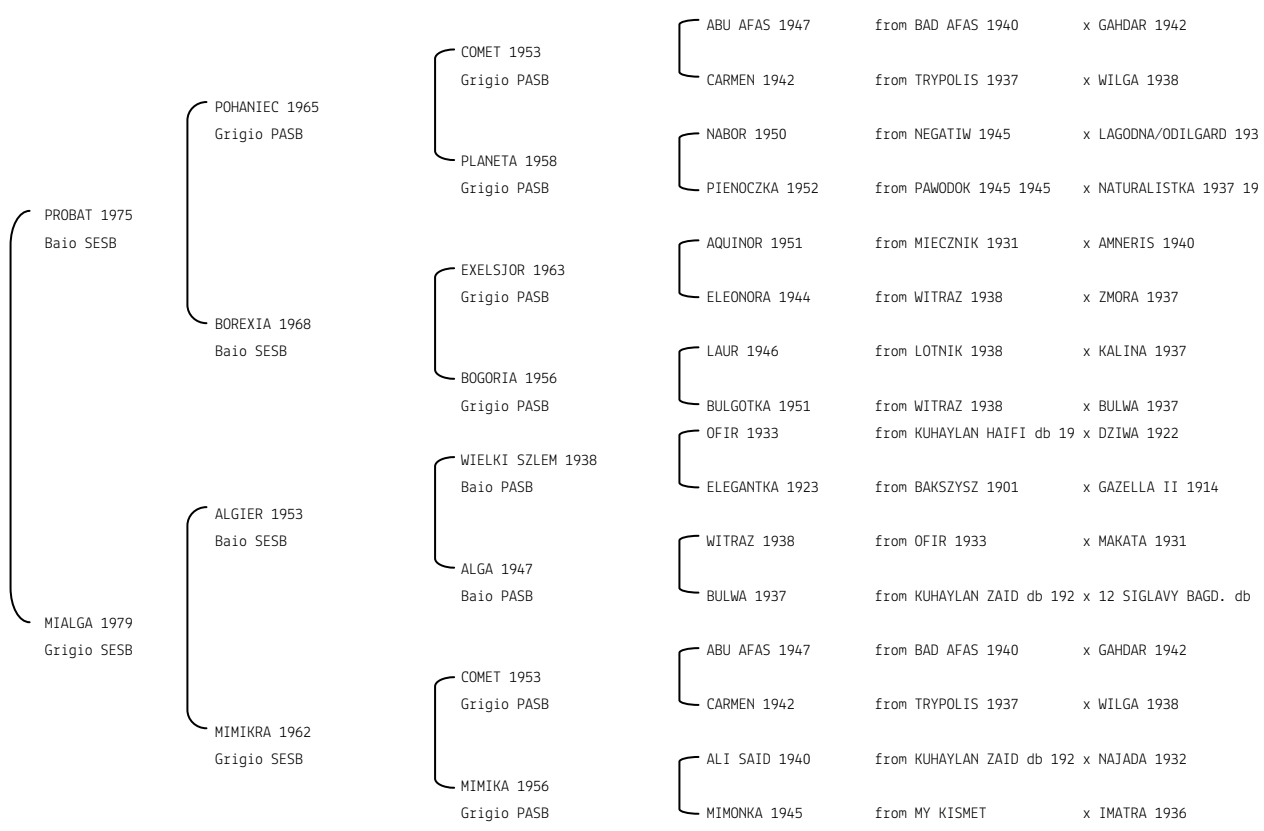 ABU AFAS 1947 from BAD AFAS 1940 x GAHDAR 1942
COMET 1953
Grigio PASB CARMEN 1942 from TRYPOLIS 1937 x WILGA 1938
POHANIEC 1965
Grigio PASB NABOR 1950 from NEGATIW 1945 x LAGODNA/ODILGARD 193
PLANETA 1958
Grigio PASB PIENOCZKA 1952 from PAWODOK 1945 1945 x NATURALISTKA 1937 19
PROBAT 1975
Baio SESB AQUINOR 1951 from MIECZNIK 1931 x AMNERIS 1940
EXELSJOR 1963
Grigio PASB ELEONORA 1944 from WITRAZ 1938 x ZMORA 1937
BOREXIA 1968
Baio SESB LAUR 1946 from LOTNIK 1938 x KALINA 1937
BOGORIA 1956
Grigio PASB BULGOTKA 1951 from WITRAZ 1938 x BULWA 1937
OFIR 1933 from KUHAYLAN HAIFI db 19 x DZIWA 1922
WIELKI SZLEM 1938
Baio PASB ELEGANTKA 1923 from BAKSZYSZ 1901 x GAZELLA II 1914
ALGIER 1953
Baio SESB WITRAZ 1938 from OFIR 1933 x MAKATA 1931
ALGA 1947
Baio PASB BULWA 1937 from KUHAYLAN ZAID db 192 x 12 SIGLAVY BAGD. db
MIALGA 1979
Grigio SESB ABU AFAS 1947 from BAD AFAS 1940 x GAHDAR 1942
COMET 1953
Grigio PASB CARMEN 1942 from TRYPOLIS 1937 x WILGA 1938
MIMIKRA 1962
Grigio SESB ALI SAID 1940 from KUHAYLAN ZAID db 192 x NAJADA 1932
MIMIKA 1956
Grigio PASB MIMONKA 1945 from MY KISMET x IMATRA 1936